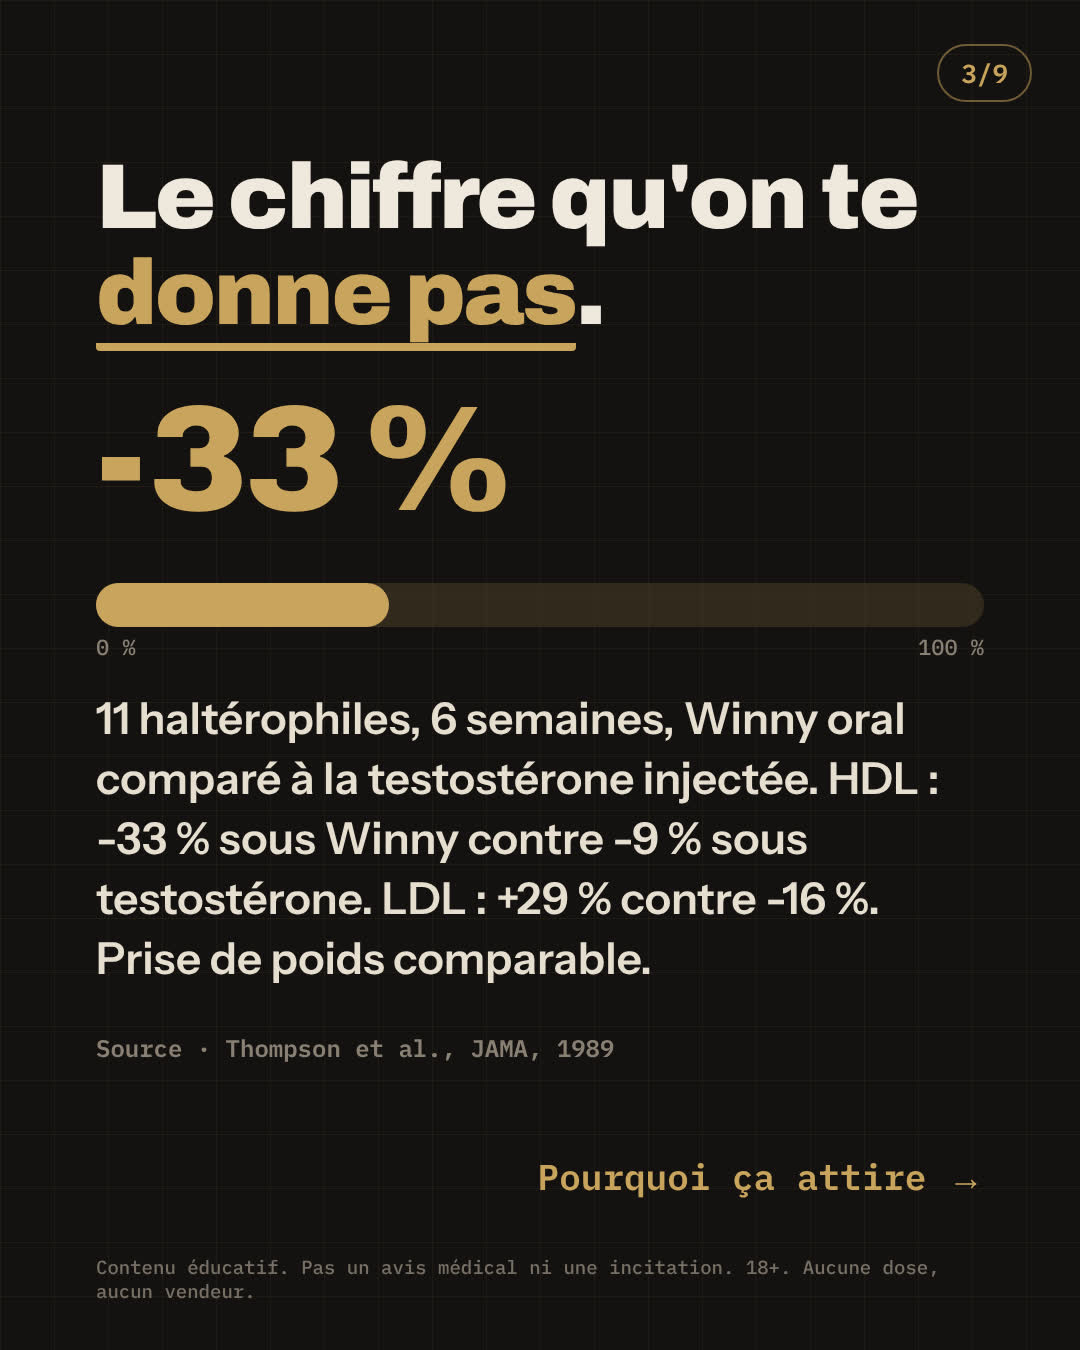 3/9
Le chiffre qu'on te
donne pas.
-33 %
0 %
100 %
11 haltérophiles, 6 semaines, Winny oral
comparé à la testostérone injectée. HDL :
-33 % sous Winny contre -9 % sous
testostérone. LDL : +29 % contre -16 %.
Prise de poids comparable.
Source · Thompson et al., JAMA, 1989
Pourquoi ça attire →
Contenu éducatif. Pas un avis médical ni une incitation. 18+. Aucune dose,
aucun vendeur.